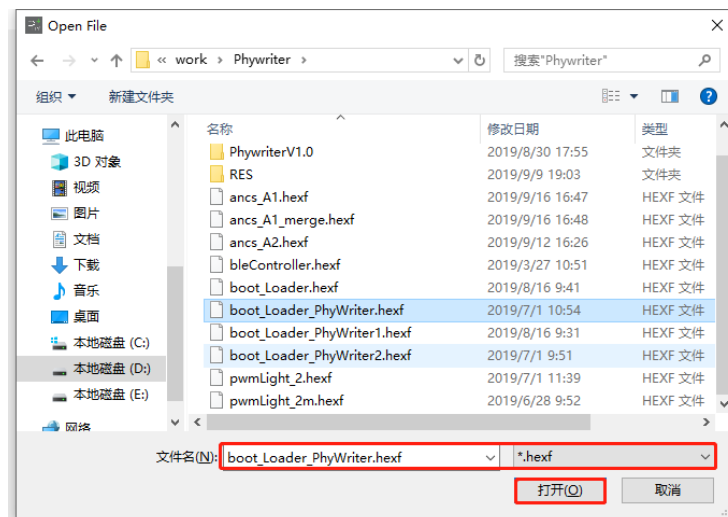 Open File
« work › Phywriter ›
搜索"Phywriter"
组织
新建文件夹
此电脑
3D 对象
视频
图片
文档
下载
音乐
桌面
本地磁盘 (C:)
本地磁盘 (D:)
本地磁盘 (E:)
网络
名称 修改日期 类型
PhywriterV1.0 2019/8/30 17:55 文件夹
RES 2019/9/9 19:03 文件夹
ancs_A1.hexf 2019/9/16 16:47 HEXF 文件
ancs_A1_merge.hexf 2019/9/16 16:48 HEXF 文件
ancs_A2.hexf 2019/9/12 16:26 HEXF 文件
bleController.hexf 2019/3/27 10:51 HEXF 文件
boot_Loader.hexf 2019/8/16 9:41 HEXF 文件
boot_Loader_PhyWriter.hexf 2019/7/1 10:54 HEXF 文件
boot_Loader_PhyWriter1.hexf 2019/8/16 9:31 HEXF 文件
boot_Loader_PhyWriter2.hexf 2019/7/1 9:51 HEXF 文件
pwmLight_2.hexf 2019/7/1 11:39 HEXF 文件
pwmLight_2m.hexf 2019/6/28 9:52 HEXF 文件
文件名(N): boot_Loader_PhyWriter.hexf *.hexf
打开(O) 取消